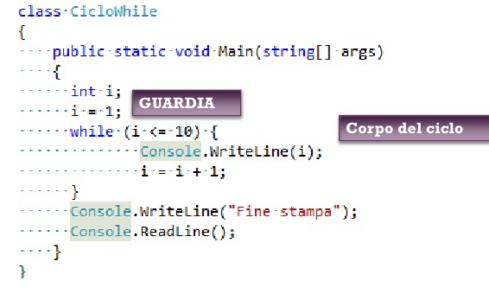 class CicloWhile
{
public static void Main(string[] args)
{
int i;
i = 1;
GUARDIA
while (i <= 10) {
Corpo del ciclo
Console.WriteLine(i);
i = i + 1;
}
Console.WriteLine("Fine stampa");
Console.ReadLine();
}
}